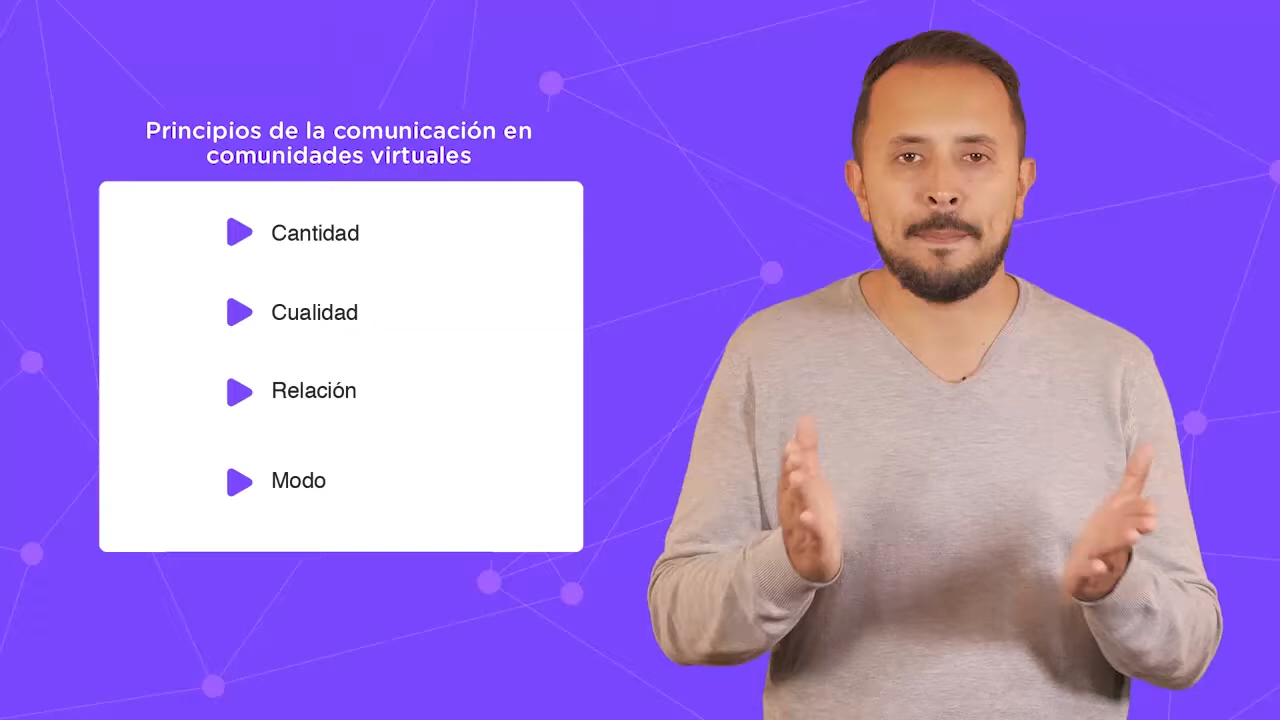 Principios de la comunicación en
comunidades virtuales
Cantidad
Cualidad
Relación
Modo